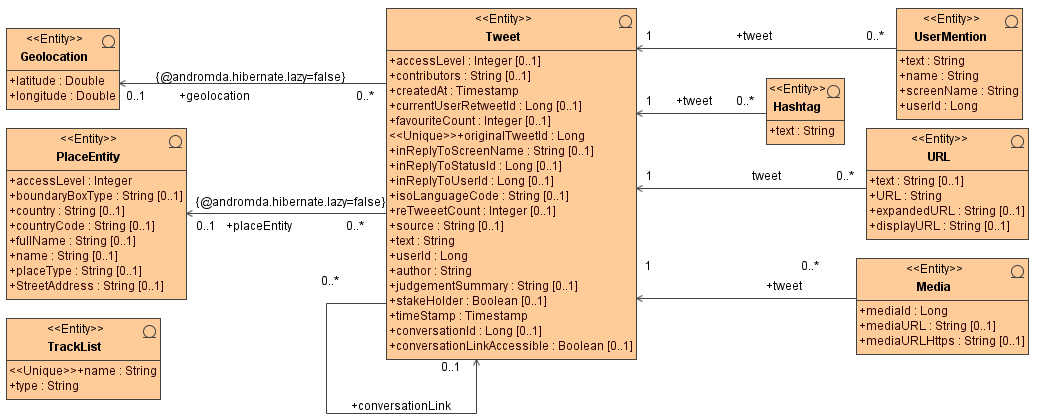 <<Entity>>
Geolocation
+latitude : Double
+longitude : Double
{@andromda.hibernate.lazy=false}
0..1
+geolocation
0..*
<<Entity>>
PlaceEntity
+accessLevel : Integer
+boundaryBoxType : String [0..1]
+country : String [0..1]
+countryCode : String [0..1]
+fullName : String [0..1]
+name : String [0..1]
+placeType : String [0..1]
+StreetAddress : String [0..1]
{@andromda.hibernate.lazy=false}
0..1
+placeEntity
0..*
<<Entity>>
TrackList
<<Unique>>+name : String
+type : String
<<Entity>>
Tweet
+accessLevel : Integer [0..1]
+contributors : String [0..1]
+createdAt : Timestamp
+currentUserRetweetId : Long [0..1]
+favouriteCount : Integer [0..1]
<<Unique>>+originalTweetId : Long
+inReplyToScreenName : String [0..1]
+inReplyToStatusId : Long [0..1]
+inReplyToUserId : Long [0..1]
+isoLanguageCode : String [0..1]
+reTweetCount : Integer [0..1]
+source : String [0..1]
+text : String
+userId : Long
+author : String
+judgementSummary : String [0..1]
+stakeHolder : Boolean [0..1]
+timeStamp : Timestamp
+conversationId : Long [0..1]
+conversationLinkAccessible : Boolean [0..1]
0..*
0..1
+conversationLink
1
+tweet
0..*
<<Entity>>
UserMention
+text : String
+name : String
+screenName : String
+userId : Long
1
+tweet
0..*
<<Entity>>
Hashtag
+text : String
1
tweet
0..*
<<Entity>>
URL
+text : String [0..1]
+URL : String
+expandedURL : String [0..1]
+displayURL : String [0..1]
1
0..*
+tweet
<<Entity>>
Media
+mediaId : Long
+mediaURL : String [0..1]
+mediaURLHttps : String [0..1]